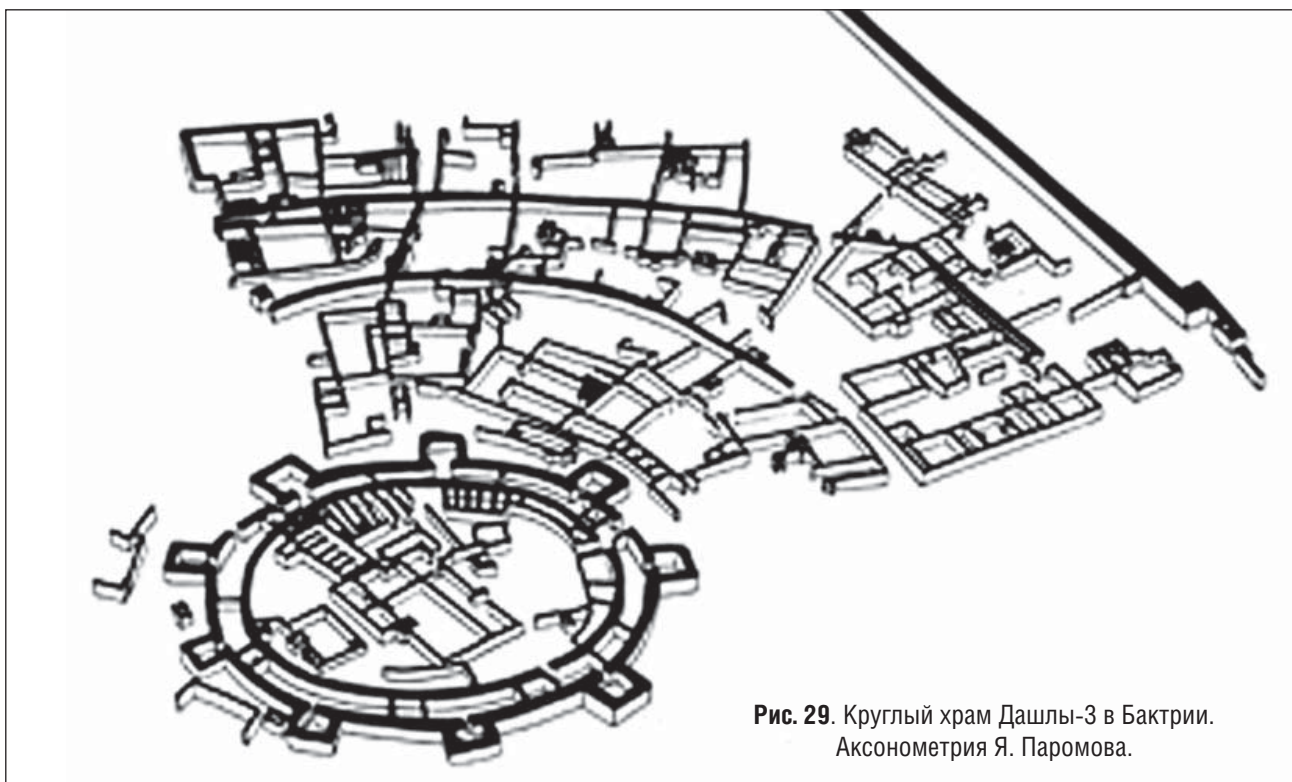 Рис. 29. Круглый храм Дашлы-3 в Бактрии.
Аксонометрия Я. Паромова.